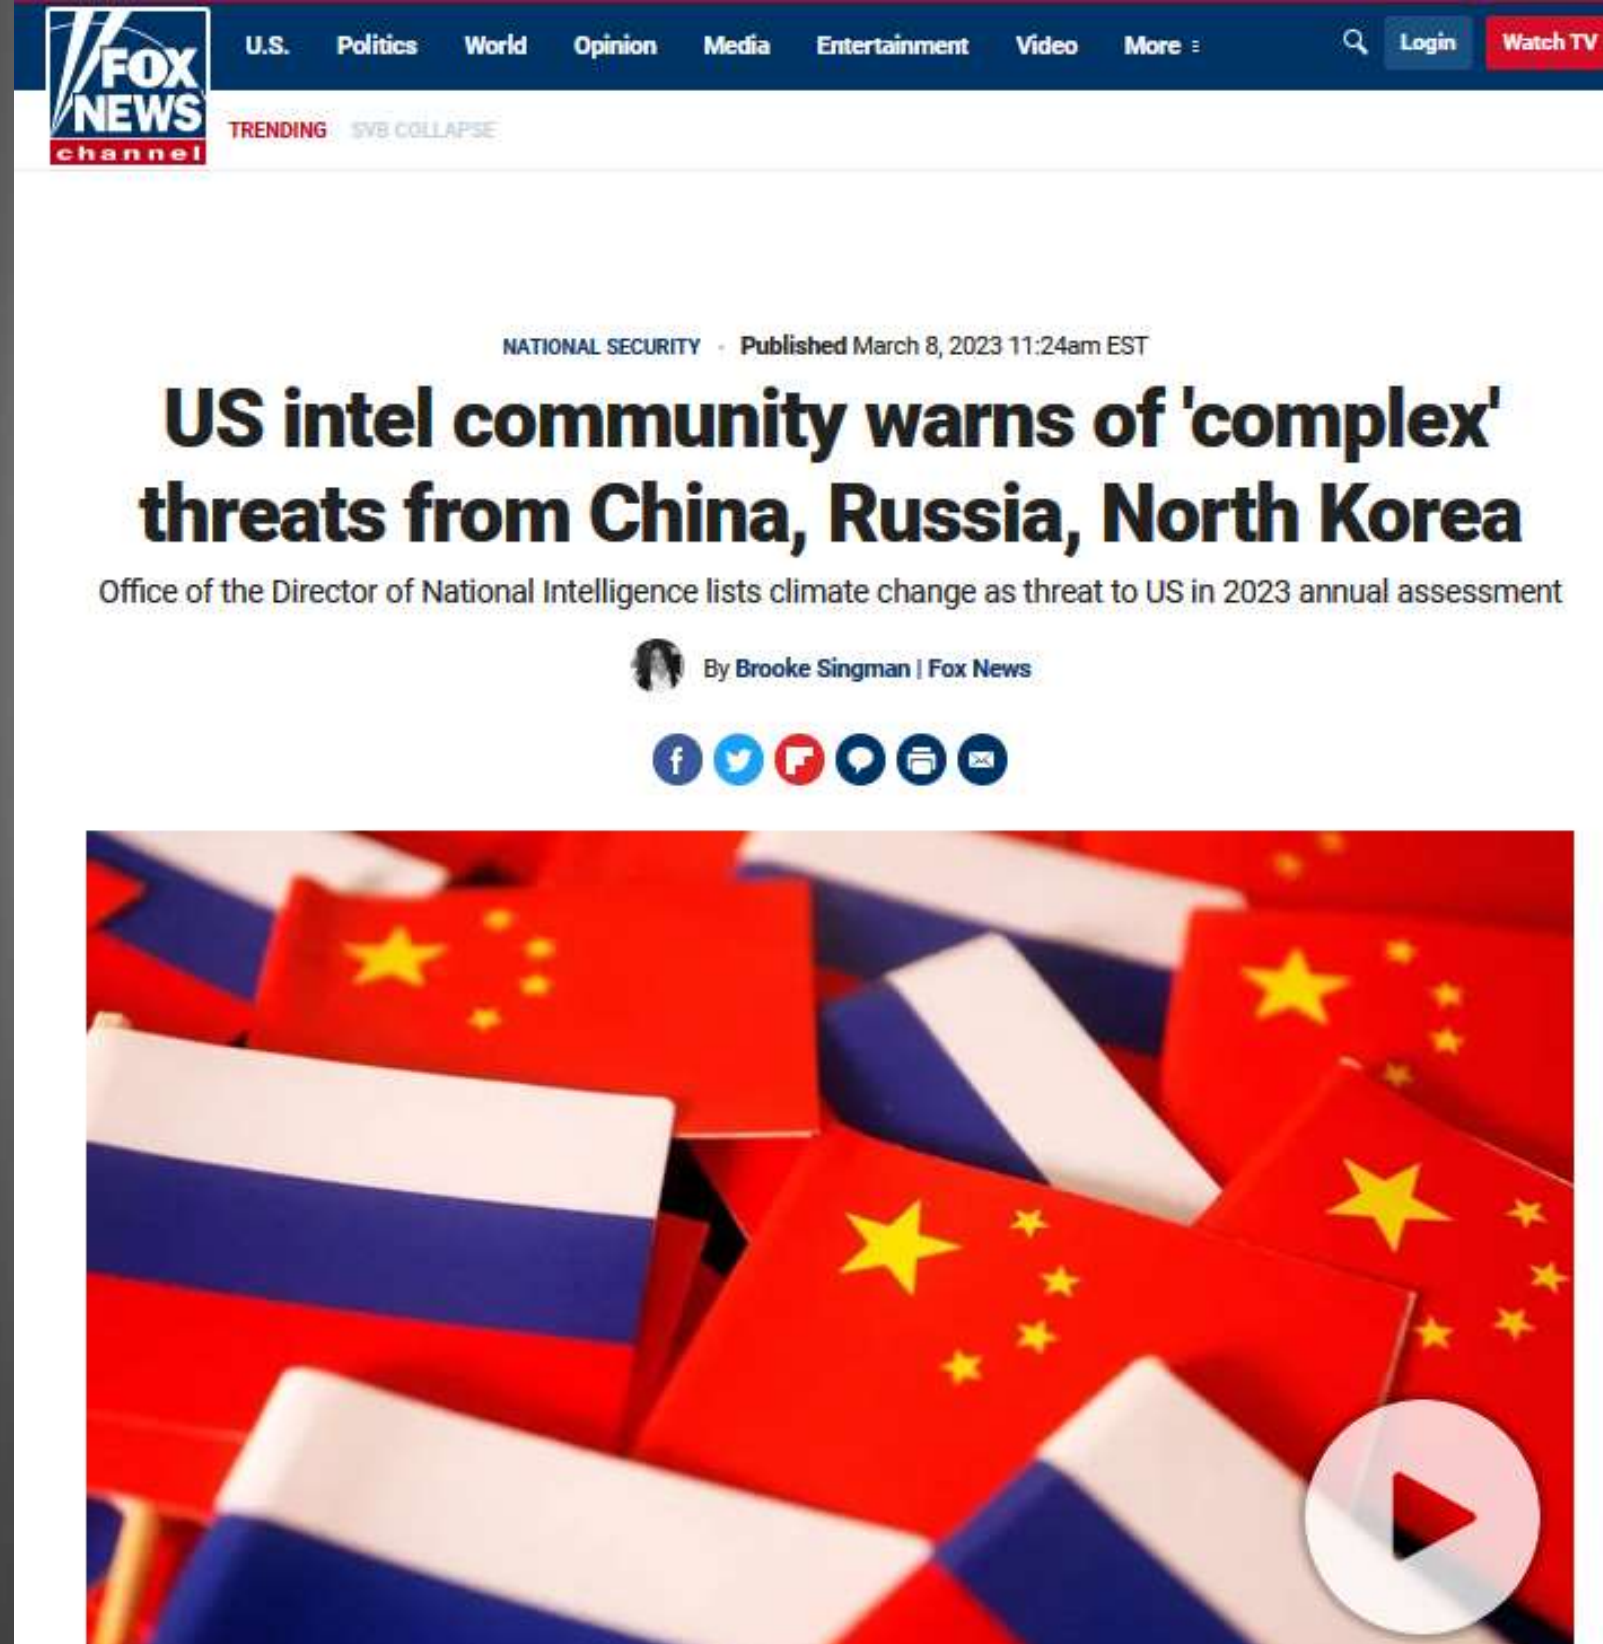 FOX
NEWS
channel
U.S. Politics World Opinion Media Entertainment Video More Login Watch TV
TRENDING SVB COLLAPSE
NATIONAL SECURITY · Published March 8, 2023 11:24am EST
US intel community warns of 'complex'
threats from China, Russia, North Korea
Office of the Director of National Intelligence lists climate change as threat to US in 2023 annual assessment
By Brooke Singman | Fox News